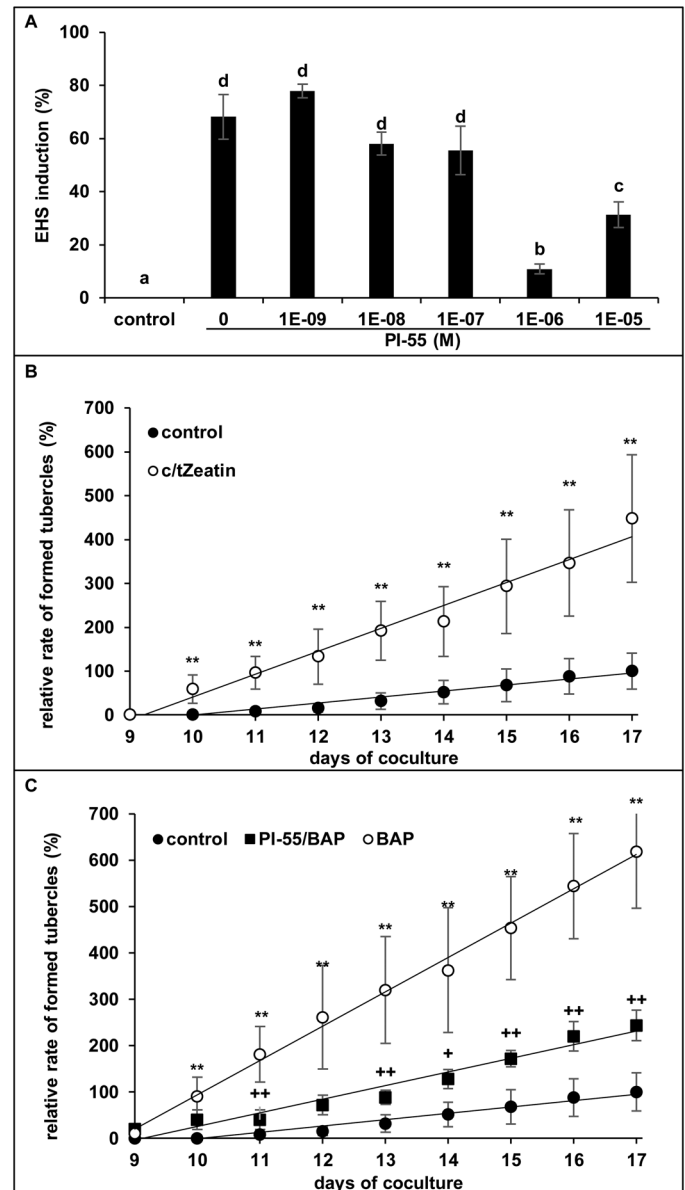 A
100
80
60
40
20
0
EHS induction (%)
a
d
d
d
d
b
c
control 0 1E-09 1E-08 1E-07 1E-06 1E-05
PI-55 (M)
B
700
600
500
400
300
200
100
0
relative rate of formed tubercles (%)
control
c/tZeatin
** ** ** ** ** ** ** **
9 10 11 12 13 14 15 16 17
days of coculture
C
700
600
500
400
300
200
100
0
relative rate of formed tubercles (%)
control PI-55/BAP BAP
** ** ** ** ** ** ** **
++ ++ + ++ ++ ++
9 10 11 12 13 14 15 16 17
days of coculture